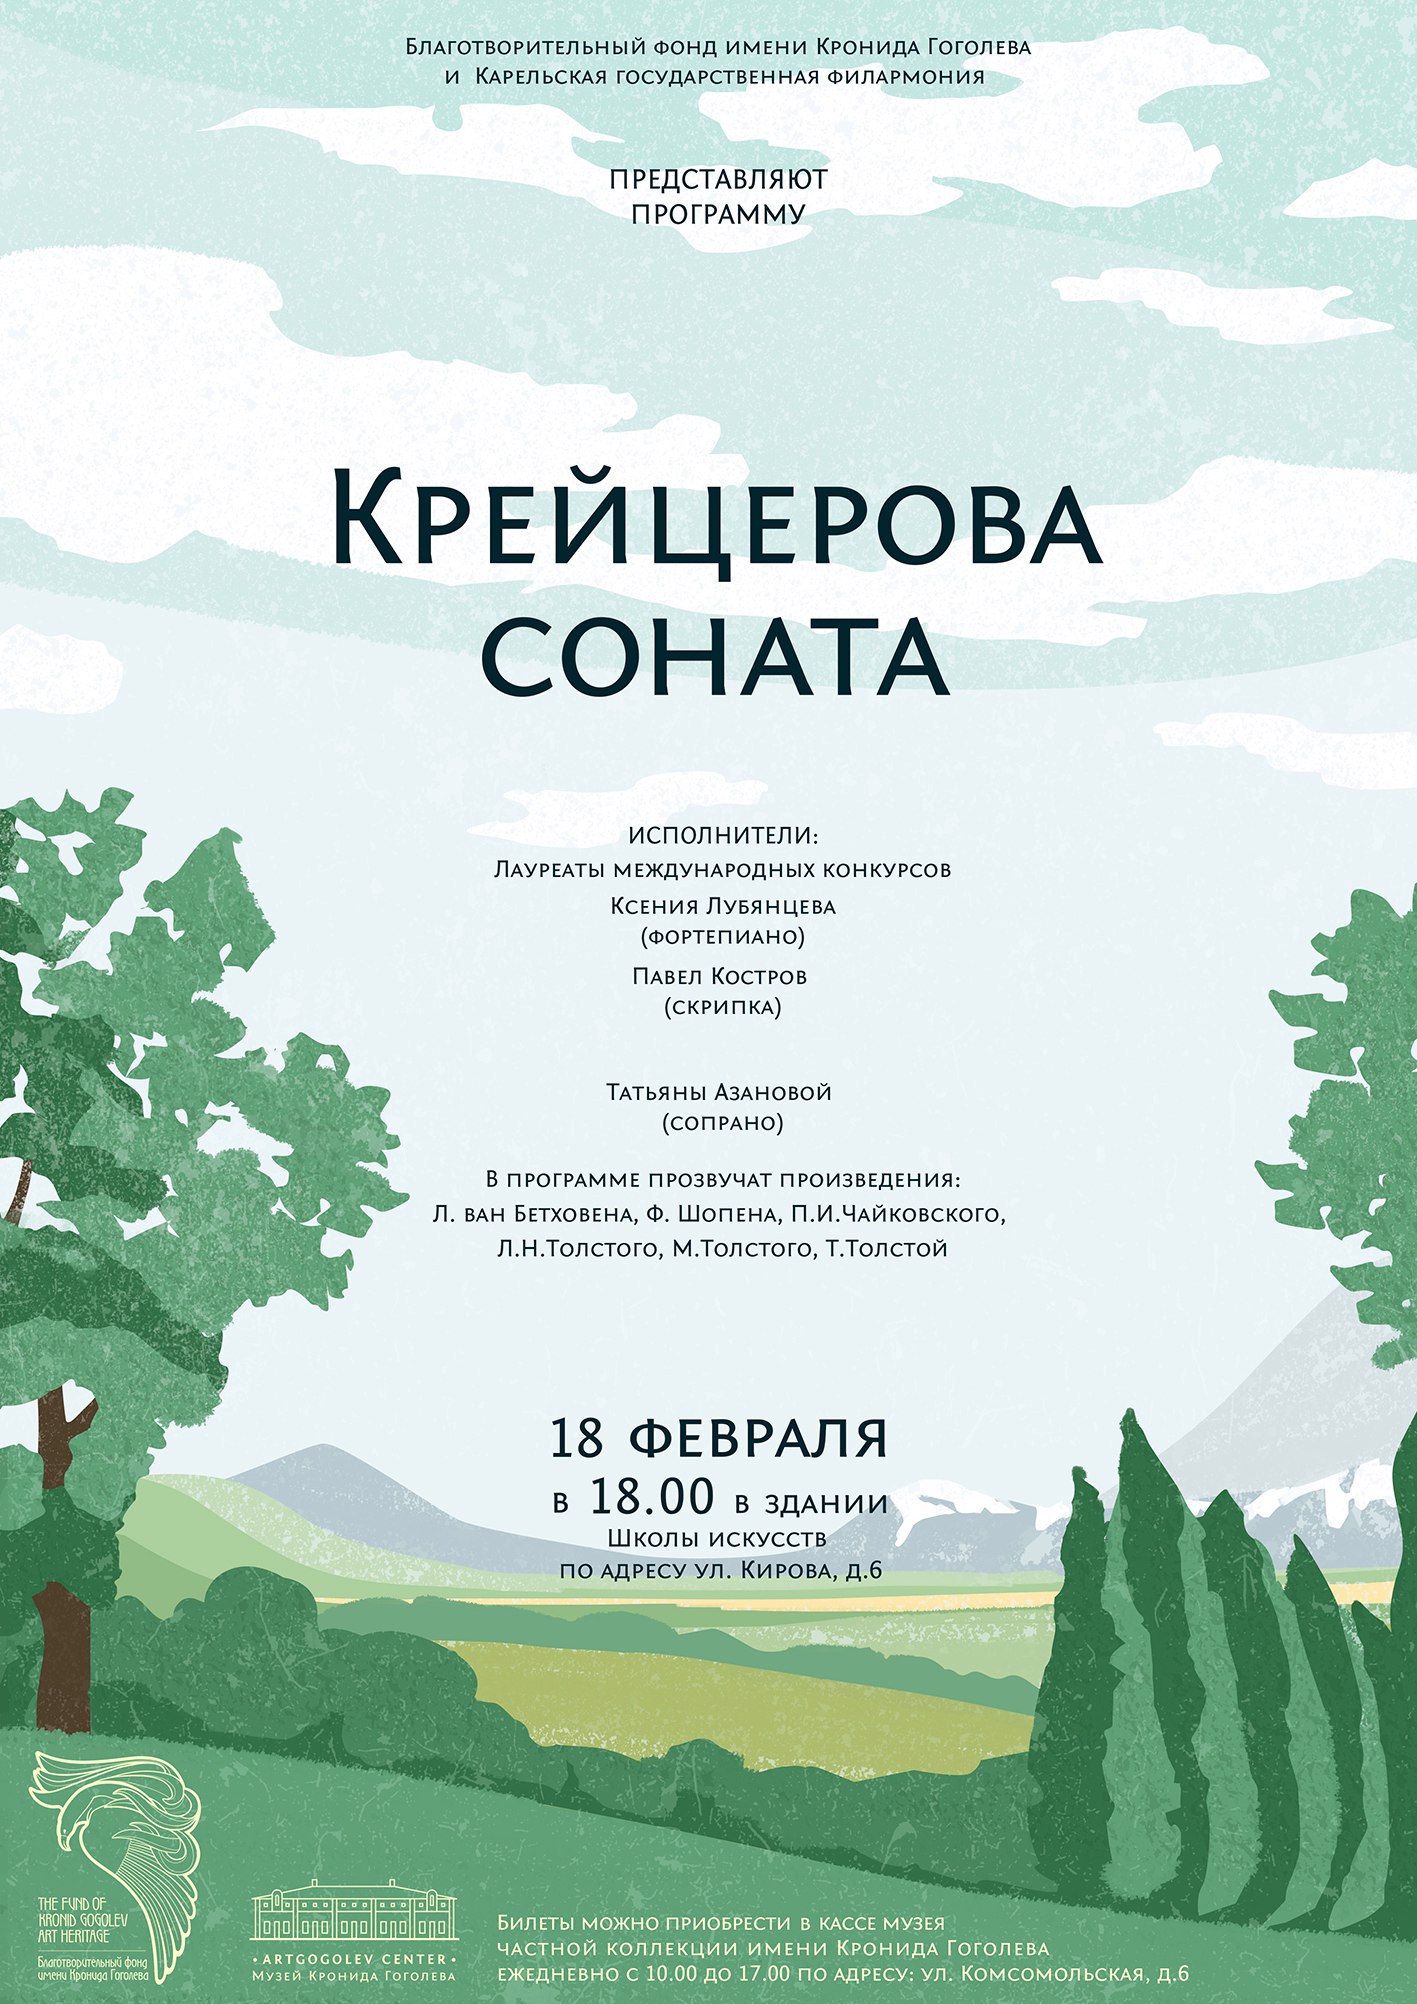 Благотворительный фонд имени Кронида Гоголева
и Карельская государственная филармония
ПРЕДСТАВЛЯЮТ
ПРОГРАММУ
Крейцерова
соната
ИСПОЛНИТЕЛИ:
Лауреаты международных конкурсов
Ксения Лубянцева
(фортепиано)
Павел Костров
(скрипка)
Татьяны Азановой
(сопрано)
В программе прозвучат произведения:
Л. ван Бетховена, Ф. Шопена, П.И.Чайковского,
Л.Н.Толстого, М.Толстого, Т.Толстой
18 ФЕВРАЛЯ
в 18.00 в здании
Школы искусств
по адресу ул. Кирова, д.6
THE FUND OF
KRONID GOGOLEV
ART HERITAGE
Благотворительный фонд
имени Кронида Гоголева
• ARTGOGOLEV CENTER •
Музей Кронида Гоголева
Билеты можно приобрести в кассе музея
частной коллекции имени Кронида Гоголева
ежедневно с 10.00 до 17.00 по адресу: ул. Комсомольская, д.6